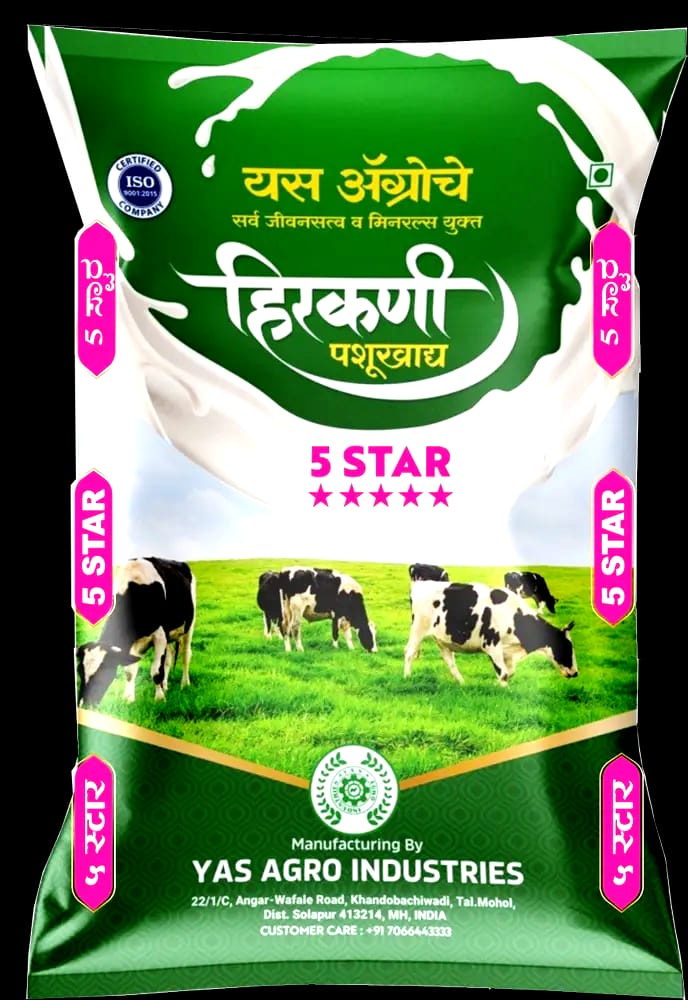 CERTIFIED
ISO
9001:2015
COMPANY
यस ॲग्रोचे
सर्व जीवनसत्व व मिनरल्स युक्त
हिरकणी
पशूखाद्य
5 ಸ್ಟಾರ
5 ಸ್ಟಾರ
5 STAR
5 STAR
5 STAR
५ स्टार
५ स्टार
Manufacturing By
YAS AGRO INDUSTRIES
22/1/C, Angar-Wafale Road, Khandobachiwadi, Tal.Mohol,
Dist. Solapur 413214, MH, INDIA
CUSTOMER CARE : +91 7066443333